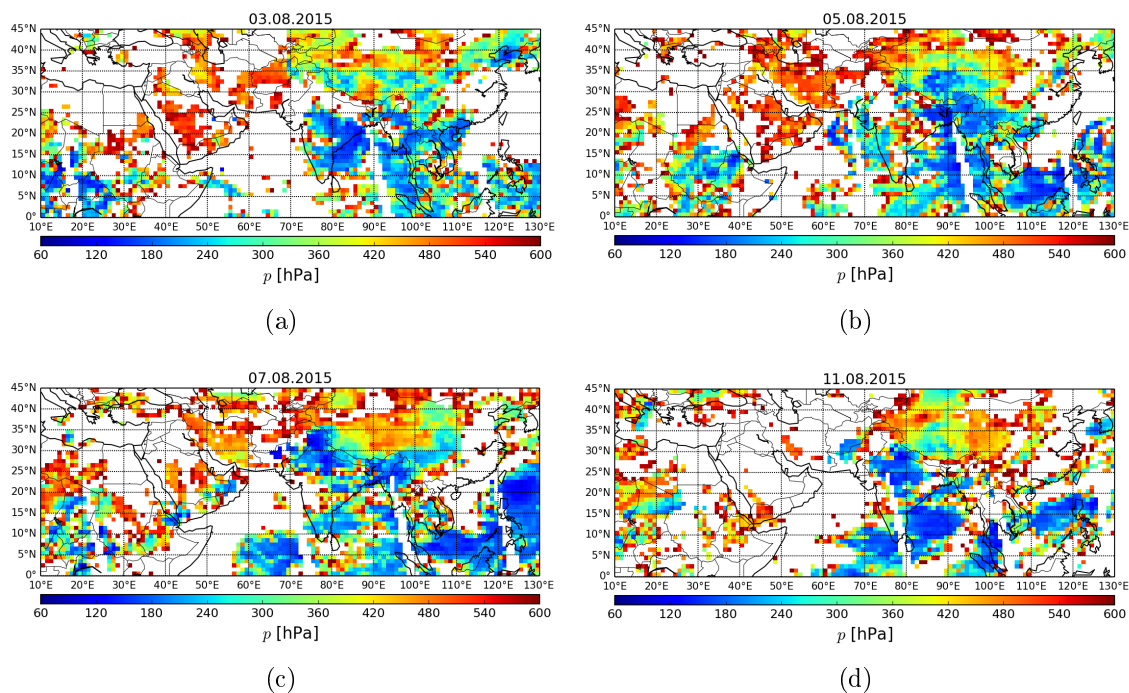 03.08.2015
45°N
40°N
35°N
30°N
25°N
20°N
15°N
10°N
5°N
0°
10°E 20°E 30°E 40°E 50°E 60°E 70°E 80°E 90°E 100°E 110°E 120°E 130°E
60 120 180 240 300 360 420 480 540 600
p [hPa]
(a)
05.08.2015
45°N
40°N
35°N
30°N
25°N
20°N
15°N
10°N
5°N
0°
10°E 20°E 30°E 40°E 50°E 60°E 70°E 80°E 90°E 100°E 110°E 120°E 130°E
60 120 180 240 300 360 420 480 540 600
p [hPa]
(b)
07.08.2015
45°N
40°N
35°N
30°N
25°N
20°N
15°N
10°N
5°N
0°
10°E 20°E 30°E 40°E 50°E 60°E 70°E 80°E 90°E 100°E 110°E 120°E 130°E
60 120 180 240 300 360 420 480 540 600
p [hPa]
(c)
11.08.2015
45°N
40°N
35°N
30°N
25°N
20°N
15°N
10°N
5°N
0°
10°E 20°E 30°E 40°E 50°E 60°E 70°E 80°E 90°E 100°E 110°E 120°E 130°E
60 120 180 240 300 360 420 480 540 600
p [hPa]
(d)